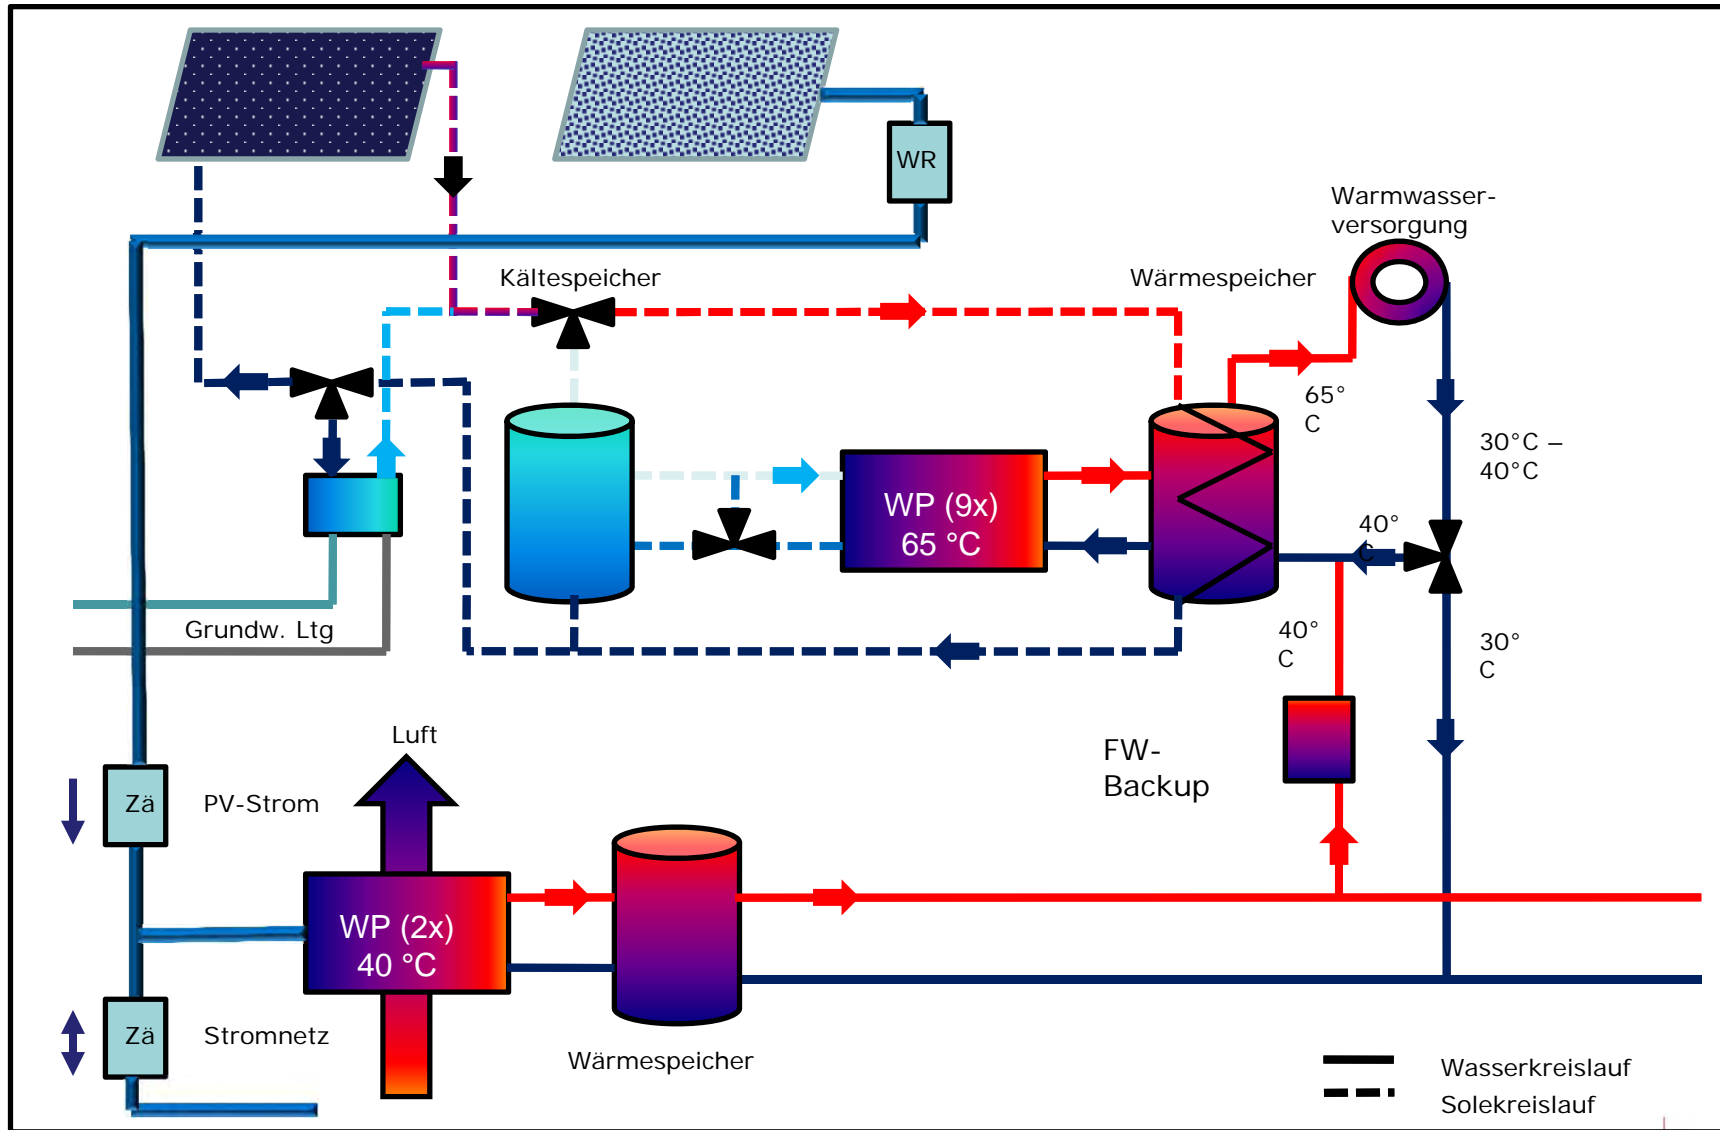 WR
Warmwasser-
versorgung
Kältespeicher
Wärmespeicher
65°
C
30°C –
40°C
WP (9x)
65 °C
40°
C
Grundw. Ltg
40°
C
30°
C
Luft
FW-
Backup
Zä
PV-Strom
WP (2x)
40 °C
Zä
Stromnetz
Wärmespeicher
Wasserkreislauf
Solekreislauf